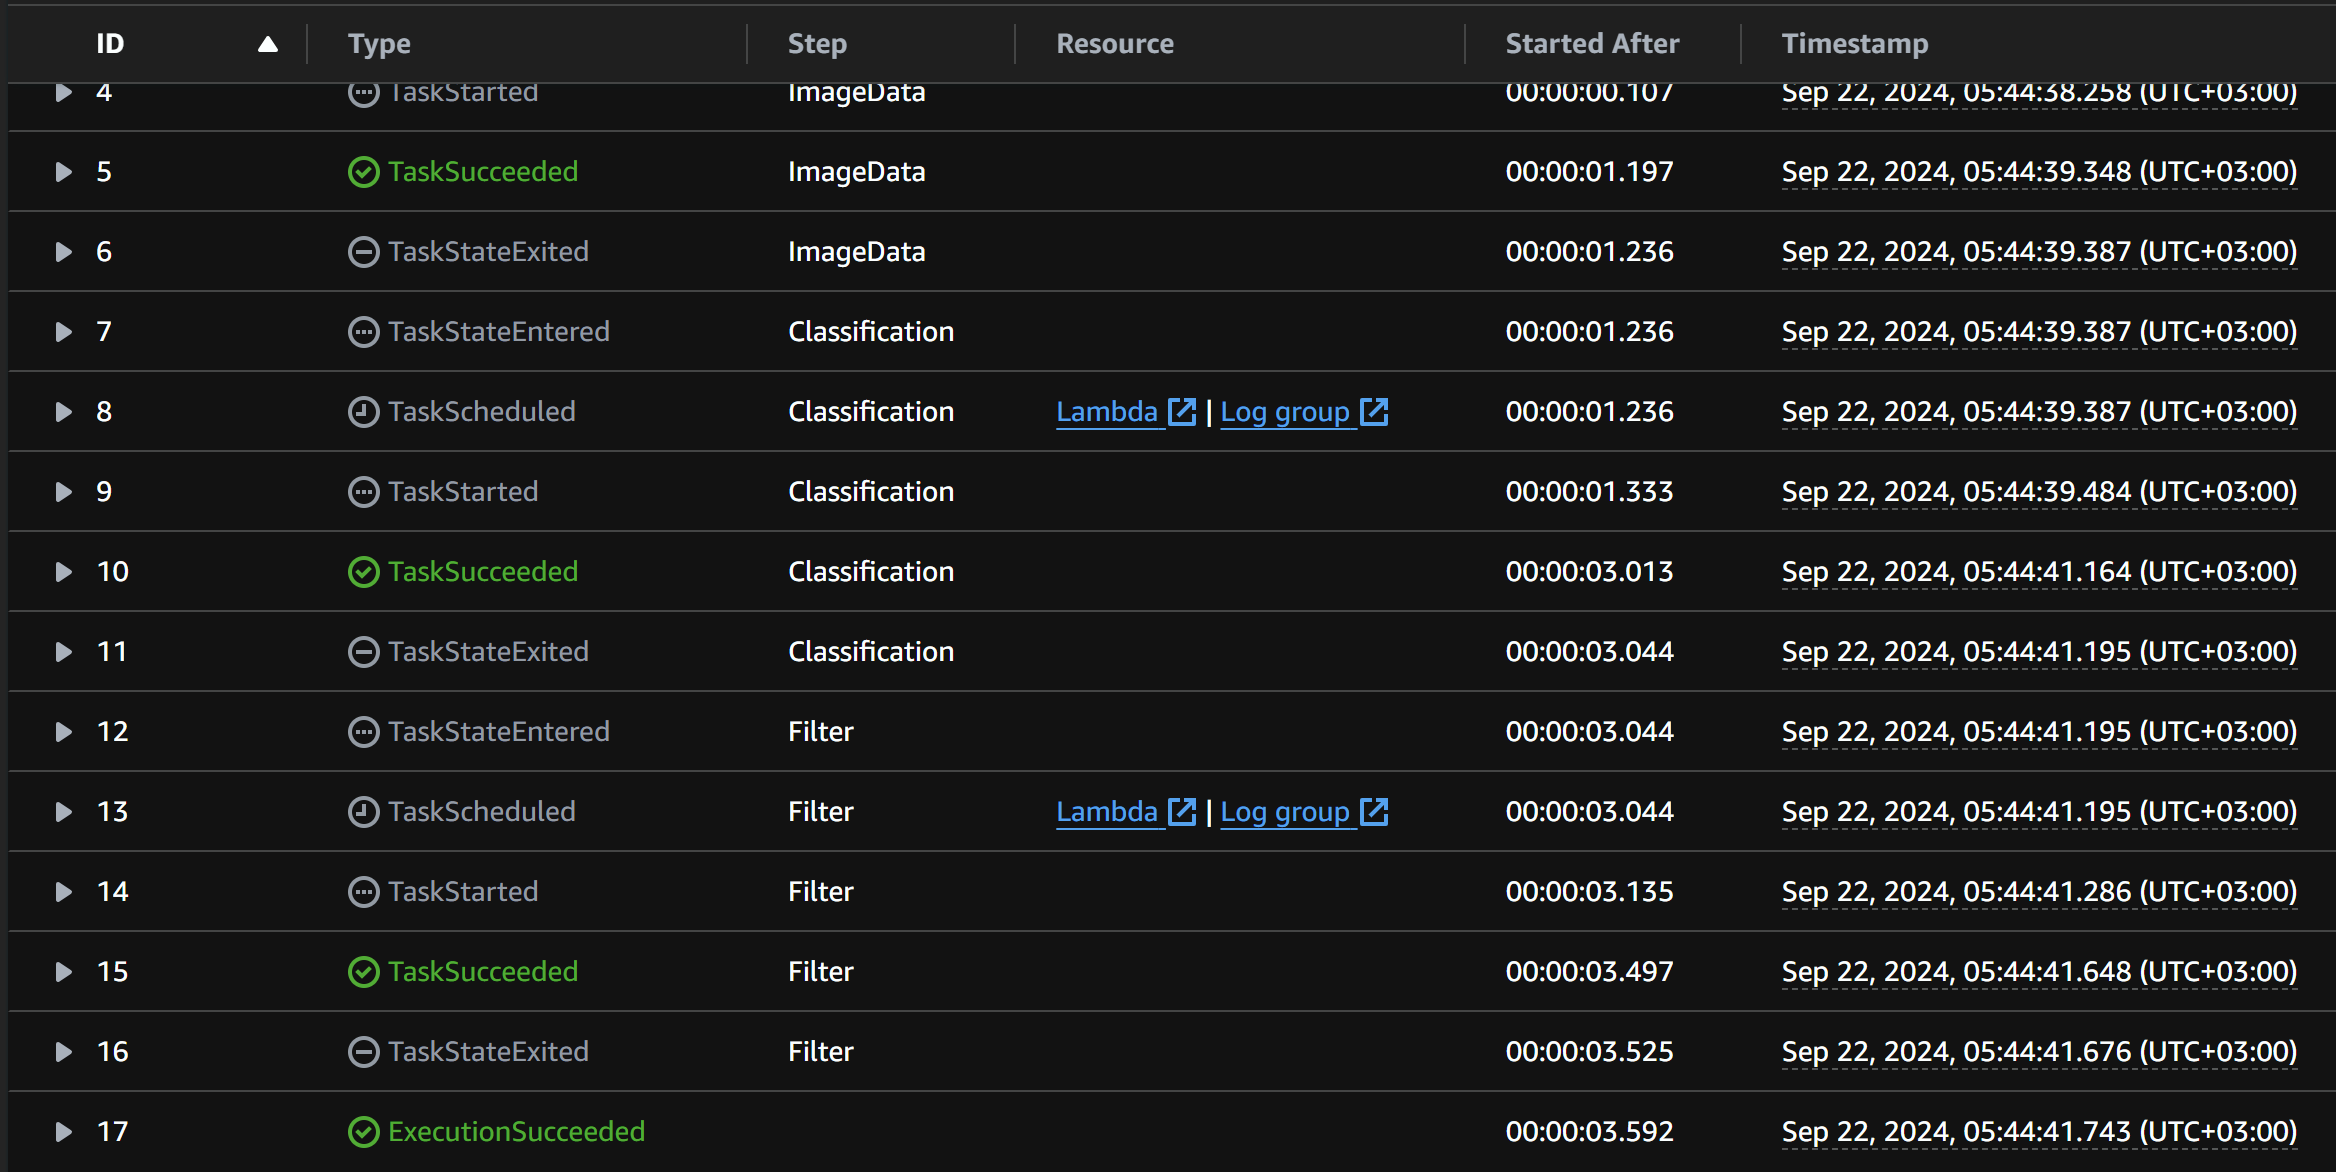 ID Type Step Resource Started After Timestamp
4 TaskStarted ImageData 00:00:00.107 Sep 22, 2024, 05:44:38.258 (UTC+03:00)
5 TaskSucceeded ImageData 00:00:01.197 Sep 22, 2024, 05:44:39.348 (UTC+03:00)
6 TaskStateExited ImageData 00:00:01.236 Sep 22, 2024, 05:44:39.387 (UTC+03:00)
7 TaskStateEntered Classification 00:00:01.236 Sep 22, 2024, 05:44:39.387 (UTC+03:00)
8 TaskScheduled Classification Lambda | Log group 00:00:01.236 Sep 22, 2024, 05:44:39.387 (UTC+03:00)
9 TaskStarted Classification 00:00:01.333 Sep 22, 2024, 05:44:39.484 (UTC+03:00)
10 TaskSucceeded Classification 00:00:03.013 Sep 22, 2024, 05:44:41.164 (UTC+03:00)
11 TaskStateExited Classification 00:00:03.044 Sep 22, 2024, 05:44:41.195 (UTC+03:00)
12 TaskStateEntered Filter 00:00:03.044 Sep 22, 2024, 05:44:41.195 (UTC+03:00)
13 TaskScheduled Filter Lambda | Log group 00:00:03.044 Sep 22, 2024, 05:44:41.195 (UTC+03:00)
14 TaskStarted Filter 00:00:03.135 Sep 22, 2024, 05:44:41.286 (UTC+03:00)
15 TaskSucceeded Filter 00:00:03.497 Sep 22, 2024, 05:44:41.648 (UTC+03:00)
16 TaskStateExited Filter 00:00:03.525 Sep 22, 2024, 05:44:41.676 (UTC+03:00)
17 ExecutionSucceeded 00:00:03.592 Sep 22, 2024, 05:44:41.743 (UTC+03:00)